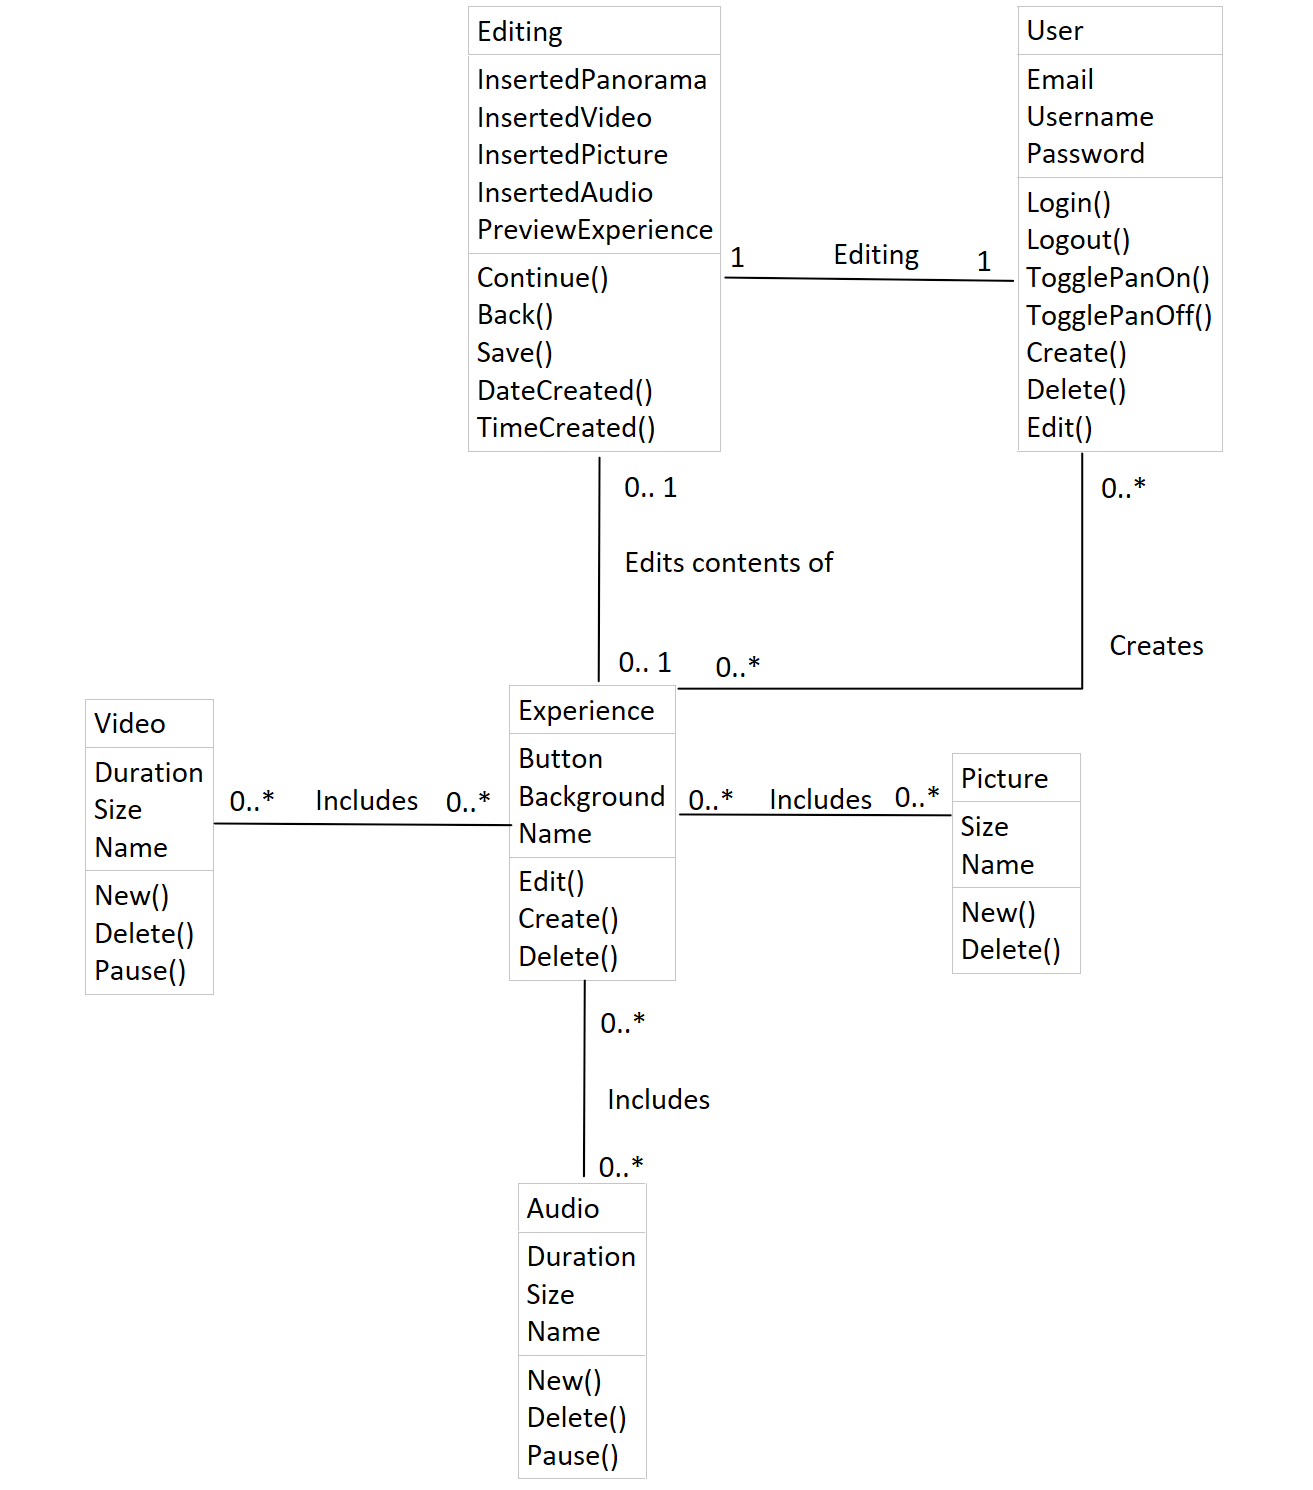 Editing
InsertedPanorama
InsertedVideo
InsertedPicture
InsertedAudio
PreviewExperience
Continue()
Back()
Save()
DateCreated()
TimeCreated()
1 Editing 1
User
Email
Username
Password
Login()
Logout()
TogglePanOn()
TogglePanOff()
Create()
Delete()
Edit()
0.. 1
Edits contents of
0.. 1
0..*
Creates
0..*
Video
Duration
Size
Name
New()
Delete()
Pause()
0..* Includes 0..*
Experience
Button
Background
Name
Edit()
Create()
Delete()
0..* Includes 0..*
Picture
Size
Name
New()
Delete()
0..*
Includes
0..*
Audio
Duration
Size
Name
New()
Delete()
Pause()